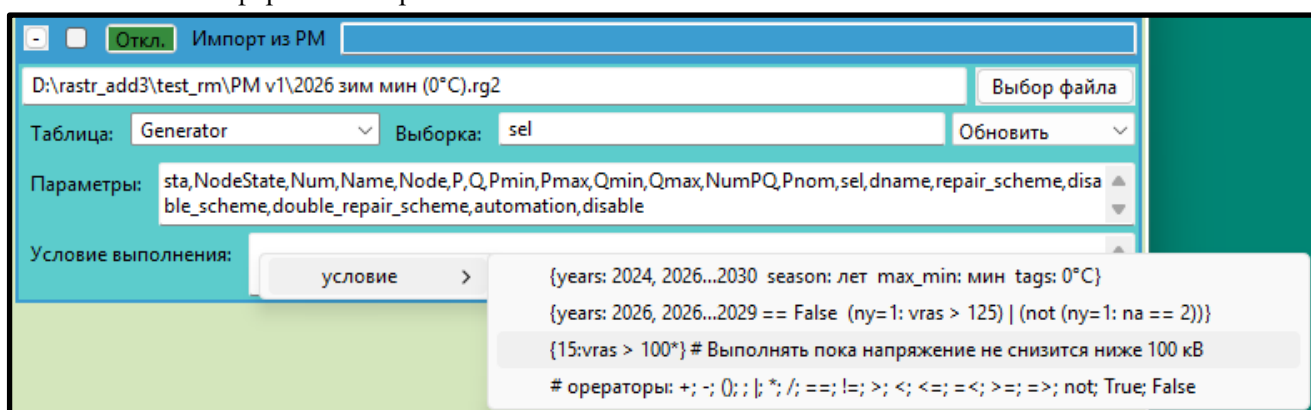 - Откл. Импорт из РМ
D:\rastr_add3\test_rm\РМ v1\2026 зим мин (0°C).rg2 Выбор файла
Таблица: Generator Выборка: sel Обновить
Параметры: sta,NodeState,Num,Name,Node,P,Q,Pmin,Pmax,Qmin,Qmax,NumPQ,Pnom,sel,dname,repair_scheme,disa
ble_scheme,double_repair_scheme,automation,disable
Условие выполнения:
условие >
{years: 2024, 2026...2030 season: лет max_min: мин tags: 0°C}
{years: 2026, 2026...2029 == False (ny=1: vras > 125) | (not (ny=1: na == 2))}
{15:vras > 100*} # Выполнять пока напряжение не снизится ниже 100 кВ
# операторы: +; -; (); ; |; *; /; ==; !=; >; <; <=; =<; >=; =>; not; True; False